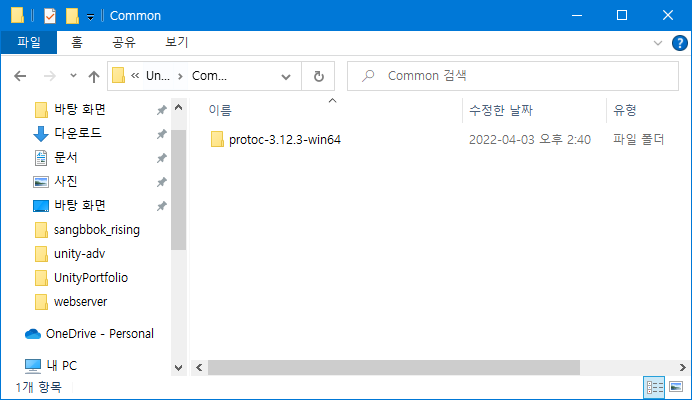 Common
파일 홈 공유 보기
Un... Com... Common 검색
이름 수정한 날짜 유형
protoc-3.12.3-win64 2022-04-03 오후 2:40 파일 폴더
바탕 화면
다운로드
문서
사진
바탕 화면
sangbbok_rising
unity-adv
UnityPortfolio
webserver
OneDrive - Personal
내 PC
1개 항목